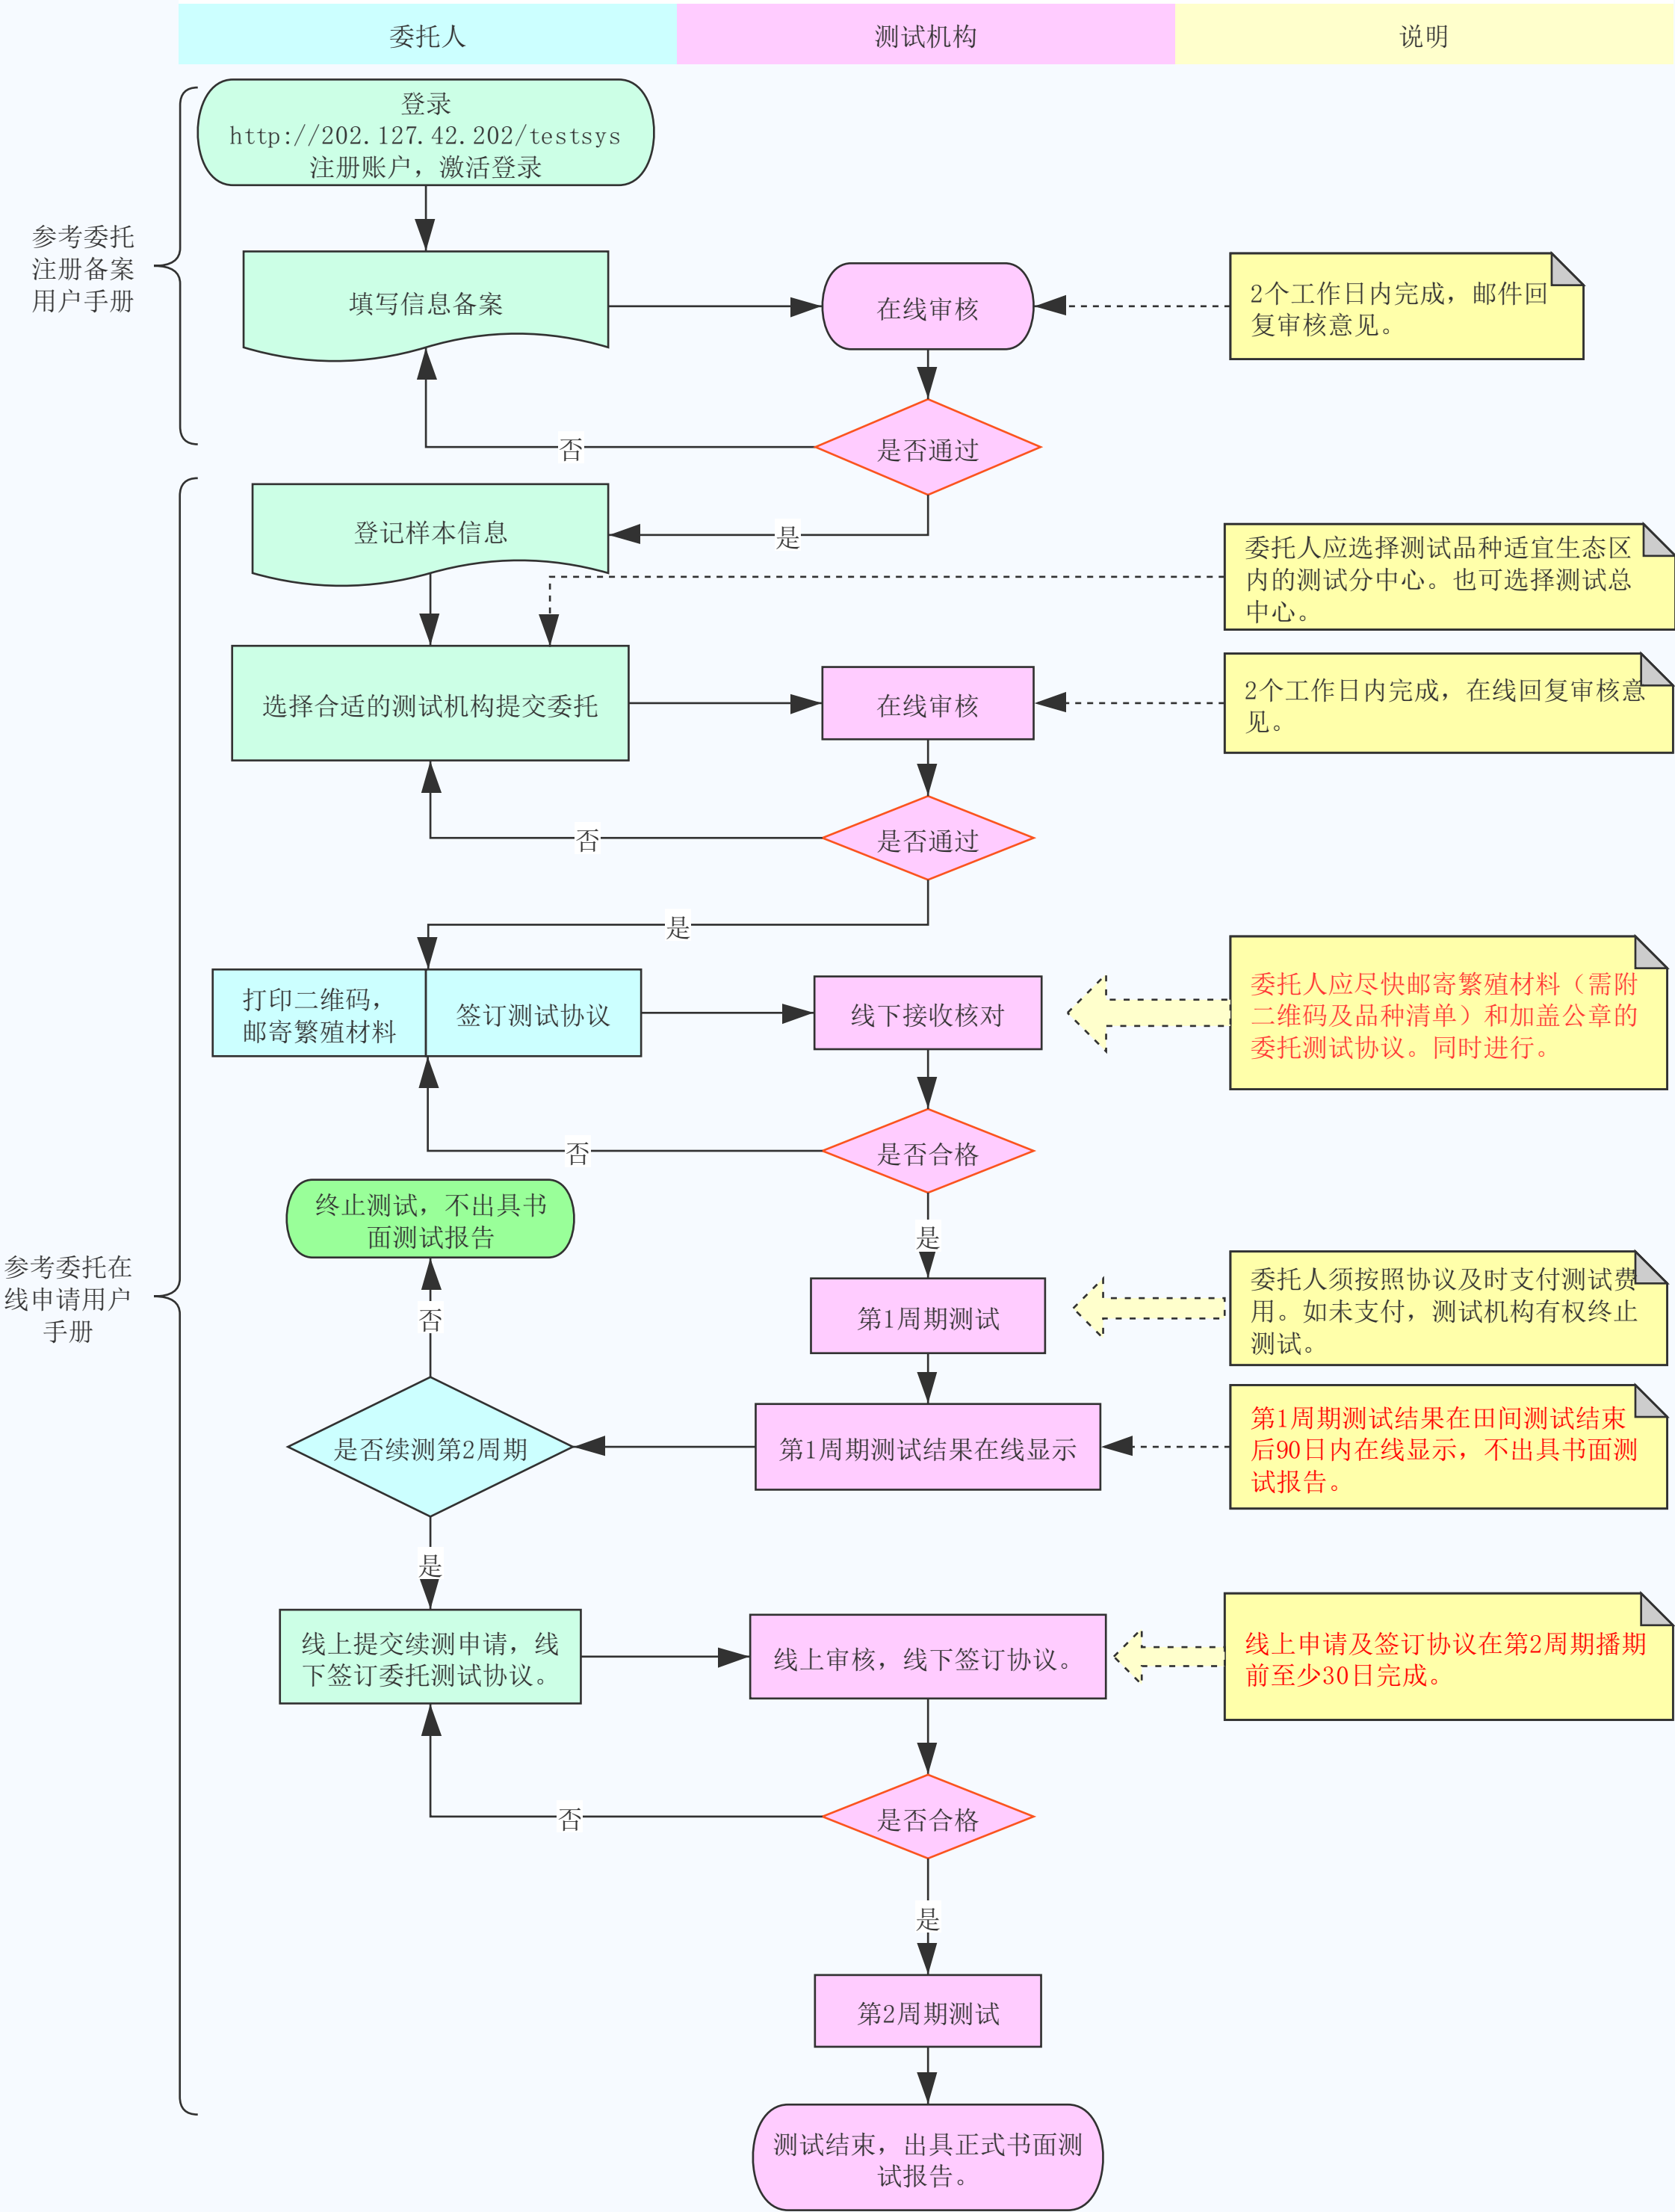 委托人
测试机构
说明
登录
http://202.127.42.202/testsys
注册账户，激活登录
参考委托
注册备案
用户手册
填写信息备案
在线审核
2个工作日内完成，邮件回
复审核意见。
是否通过
否
是
登记样本信息
委托人应选择测试品种适宜生态区
内的测试分中心。也可选择测试总
中心。
选择合适的测试机构提交委托
在线审核
2个工作日内完成，在线回复审核意
见。
是否通过
否
是
打印二维码，
邮寄繁殖材料
签订测试协议
线下接收核对
委托人应尽快邮寄繁殖材料（需附
二维码及品种清单）和加盖公章的
委托测试协议。同时进行。
是否合格
否
是
终止测试，不出具书
面测试报告
参考委托在
线申请用户
手册
第1周期测试
委托人须按照协议及时支付测试费
用。如未支付，测试机构有权终止
测试。
否
是否续测第2周期
第1周期测试结果在线显示
第1周期测试结果在田间测试结束
后90日内在线显示，不出具书面测
试报告。
是
线上提交续测申请，线
下签订委托测试协议。
线上审核，线下签订协议。
线上申请及签订协议在第2周期播期
前至少30日完成。
是否合格
否
是
第2周期测试
测试结束，出具正式书面测
试报告。